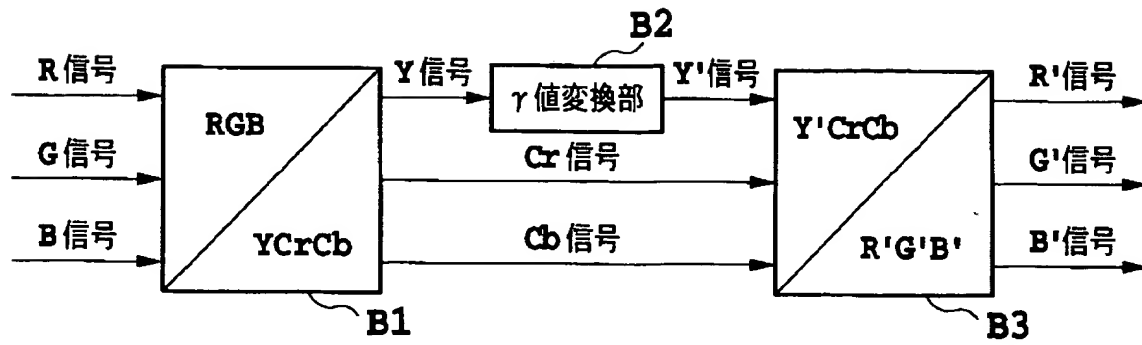 B2
R信号
Y信号
γ値変換部
Y'信号
R'信号
RGB
Y'CrCb
G信号
Cr信号
G'信号
B信号
YCrCb
Cb信号
R'G'B'
B'信号
B1
B3